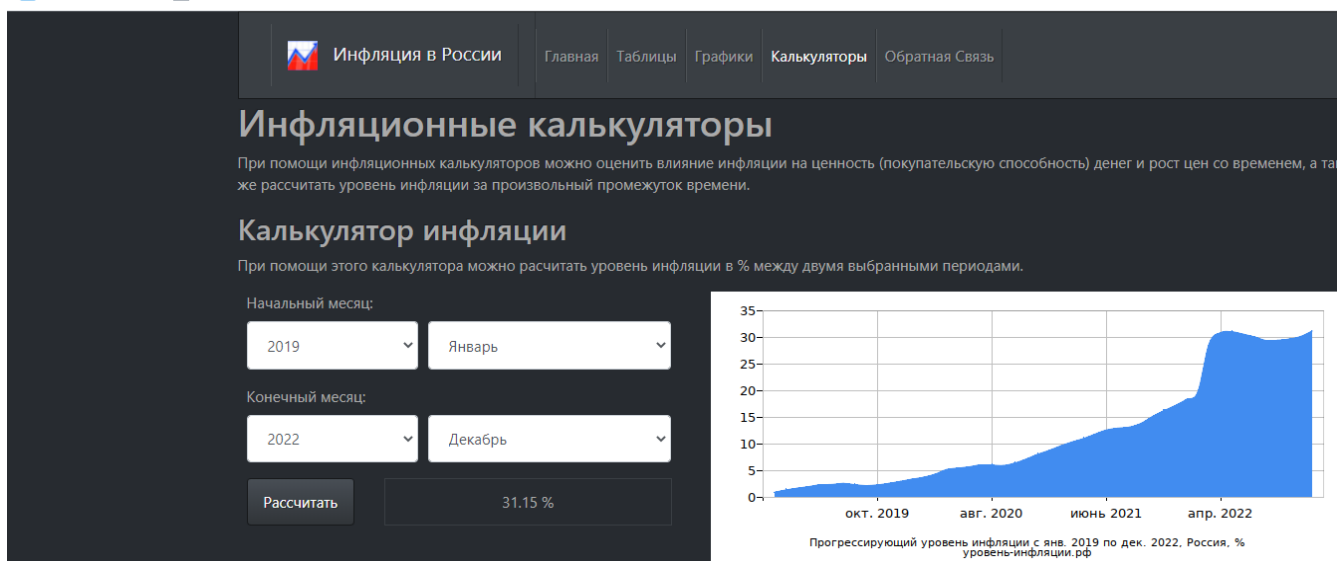 Инфляция в России
Главная
Таблицы
Графики
Калькуляторы
Обратная Связь
Инфляционные калькуляторы
При помощи инфляционных калькуляторов можно оценить влияние инфляции на ценность (покупательскую способность) денег и рост цен со временем, а та
же рассчитать уровень инфляции за произвольный промежуток времени.
Калькулятор инфляции
При помощи этого калькулятора можно расчитать уровень инфляции в % между двумя выбранными периодами.
Начальный месяц:
2019
Январь
Конечный месяц:
2022
Декабрь
Рассчитать
31.15 %
35
30
25
20
15
10
5
0
окт. 2019
авг. 2020
июнь 2021
апр. 2022
Прогрессирующий уровень инфляции с янв. 2019 по дек. 2022, Россия, %
уровень-инфляции.рф